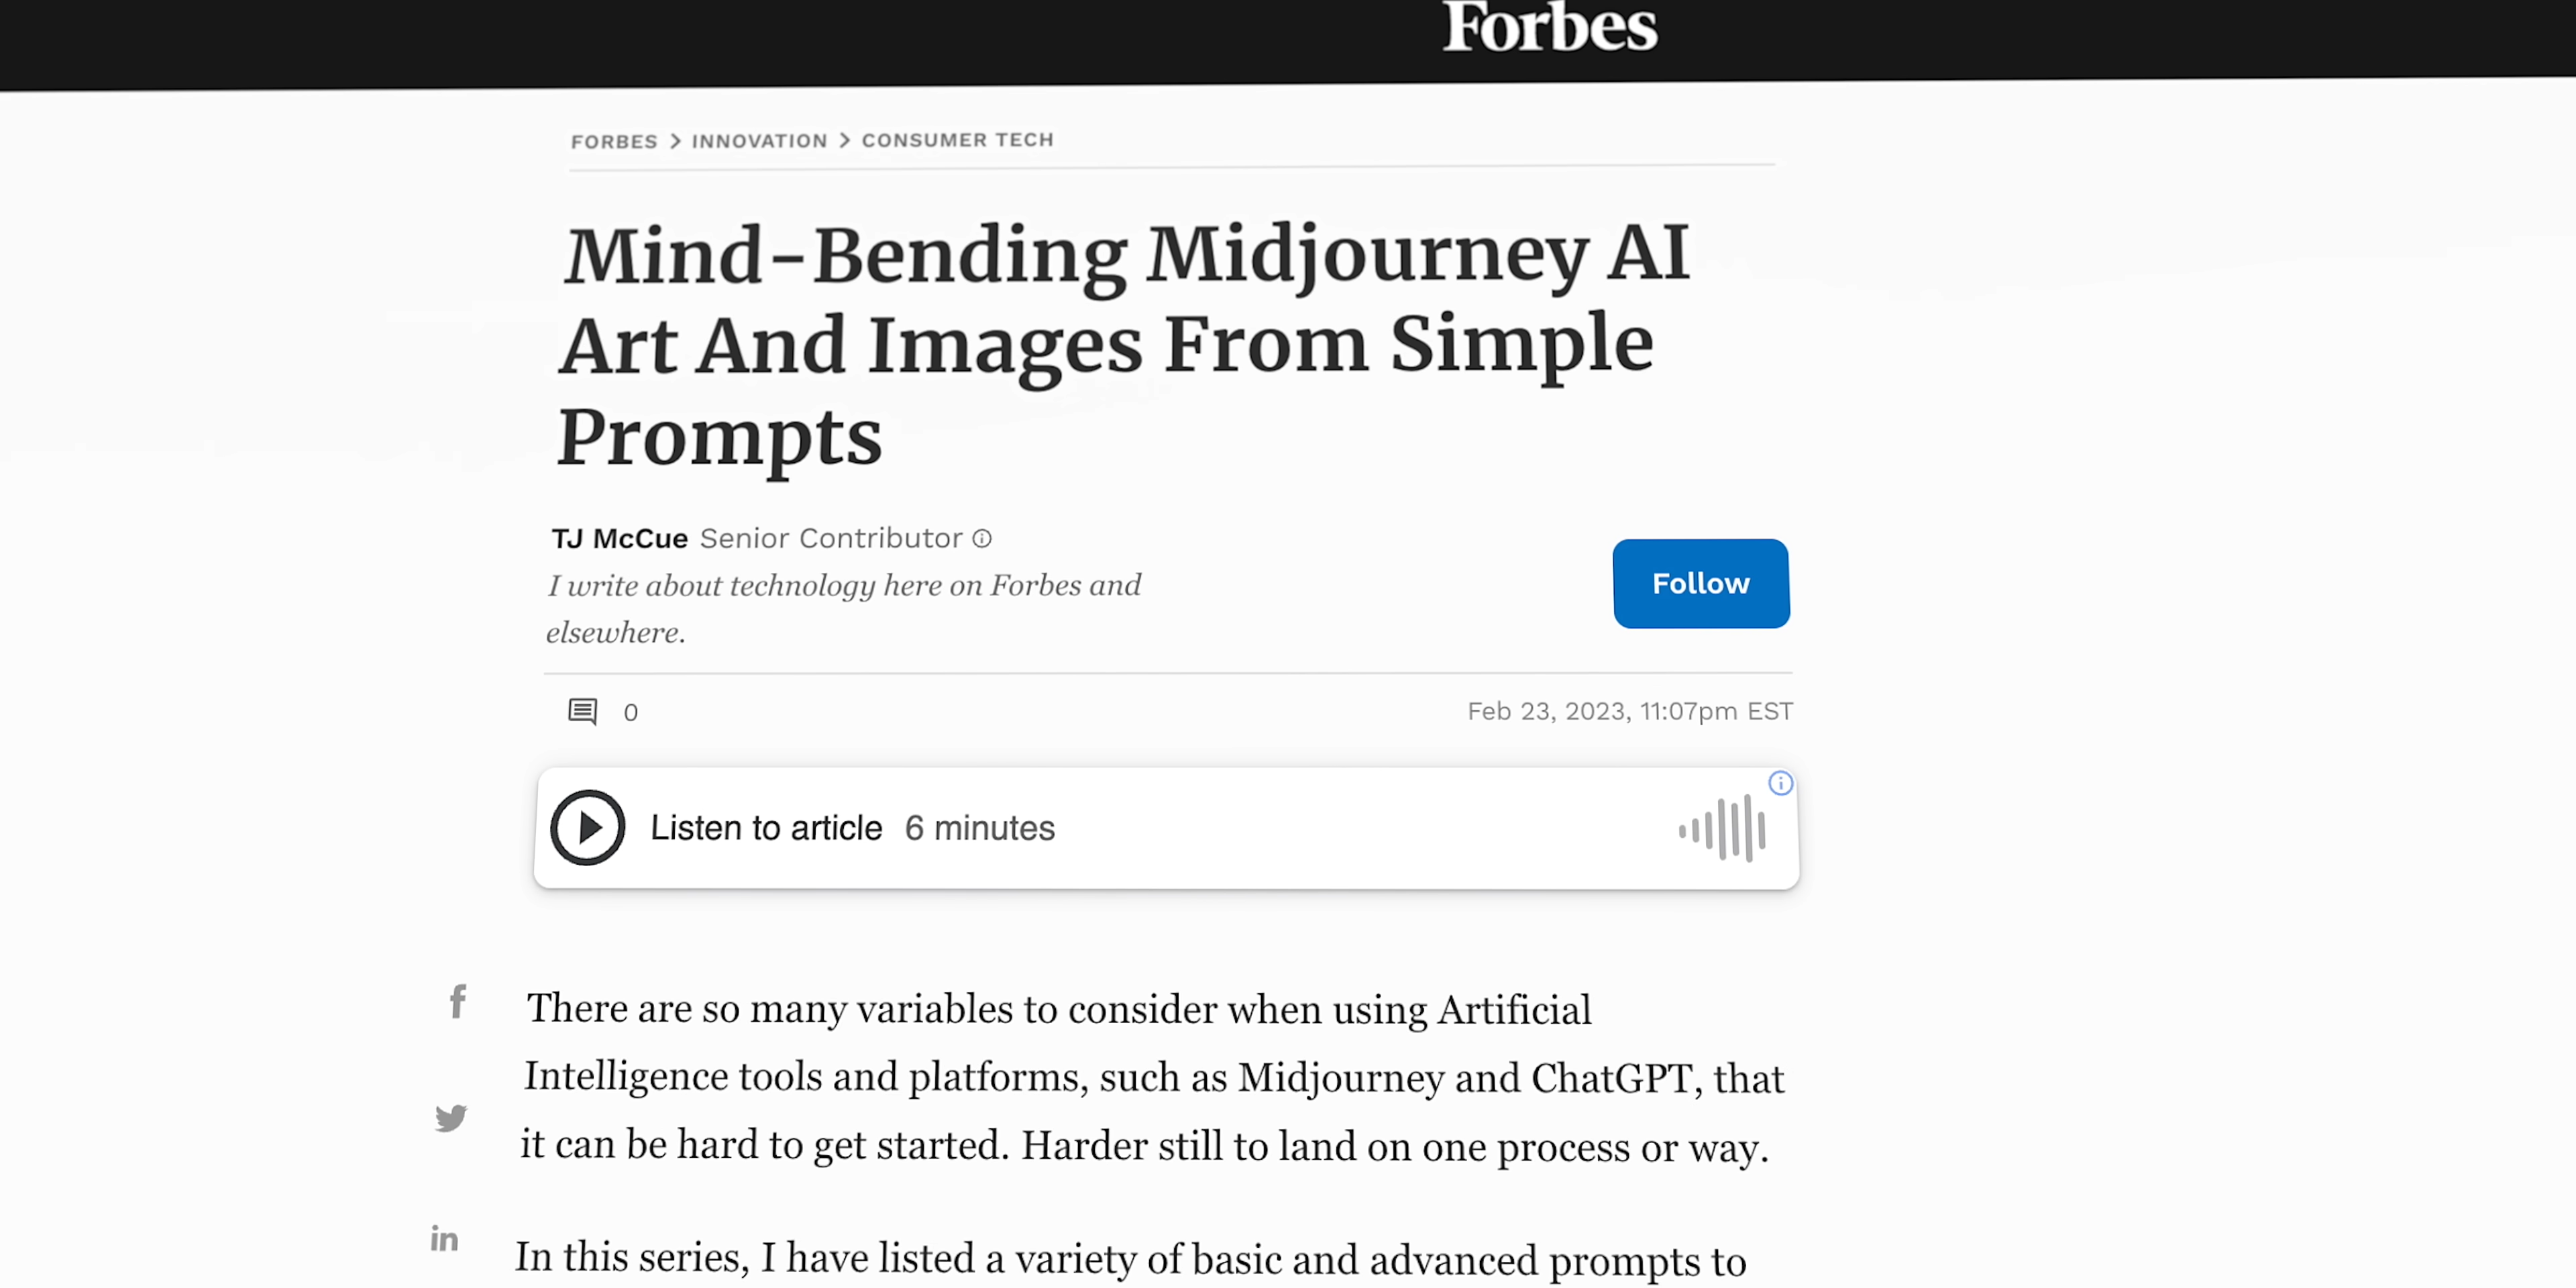 Forbes
FORBES > INNOVATION > CONSUMER TECH
Mind-Bending Midjourney AI
Art And Images From Simple
Prompts
TJ McCue Senior Contributor
I write about technology here on Forbes and
elsewhere.
Follow
0
Feb 23, 2023, 11:07pm EST
Listen to article 6 minutes
There are so many variables to consider when using Artificial
Intelligence tools and platforms, such as Midjourney and ChatGPT, that
it can be hard to get started. Harder still to land on one process or way.
In this series, I have listed a variety of basic and advanced prompts to